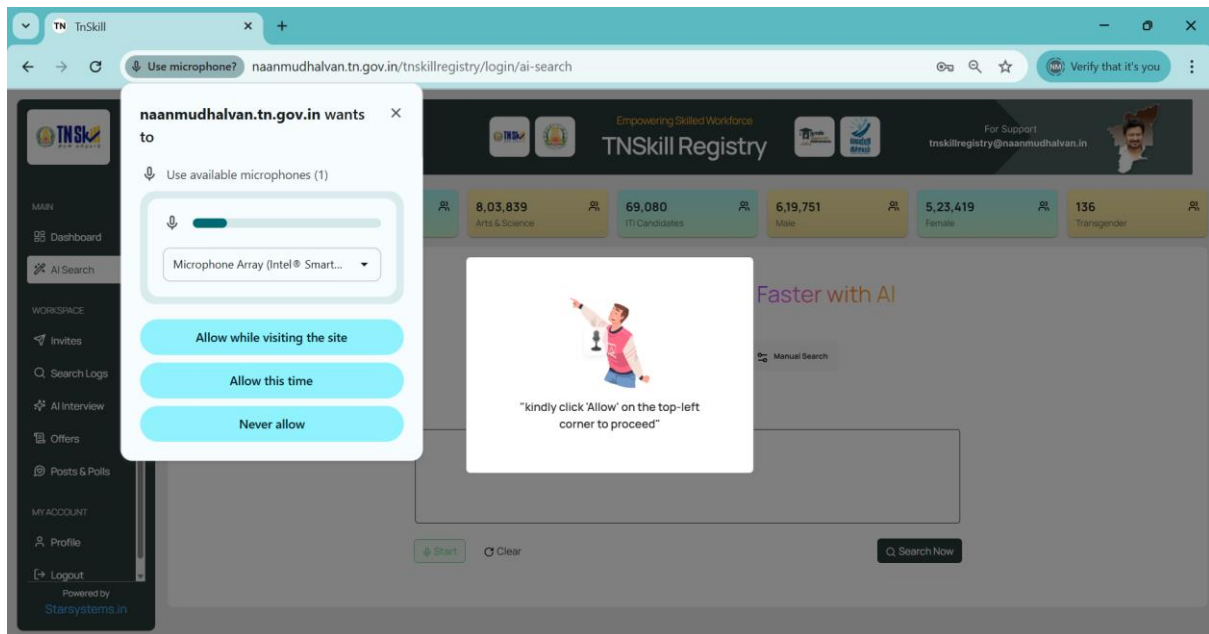 TN TnSkill
Use microphone? naanmudhalvan.tn.gov.in/tnskillregistry/login/ai-search
Verify that it's you
naanmudhalvan.tn.gov.in wants
to
Use available microphones (1)
Microphone Array (Intel® Smart...
Allow while visiting the site
Allow this time
Never allow
TN Skill
Empowering Skilled Workforce
TNSkill Registry
For Support
tnskillregistry@naanmudhalvan.in
MAIN
Dashboard
AI Search
WORKSPACE
Invites
Search Logs
AI Interview
Offers
Posts & Polls
MY ACCOUNT
Profile
Logout
Powered by
Starsystems.in
8,03,839
Arts & Science
69,080
ITI Candidates
6,19,751
Male
5,23,419
Female
136
Transgender
Faster with AI
Manual Search
"kindly click 'Allow' on the top-left
corner to proceed"
Start
Clear
Search Now